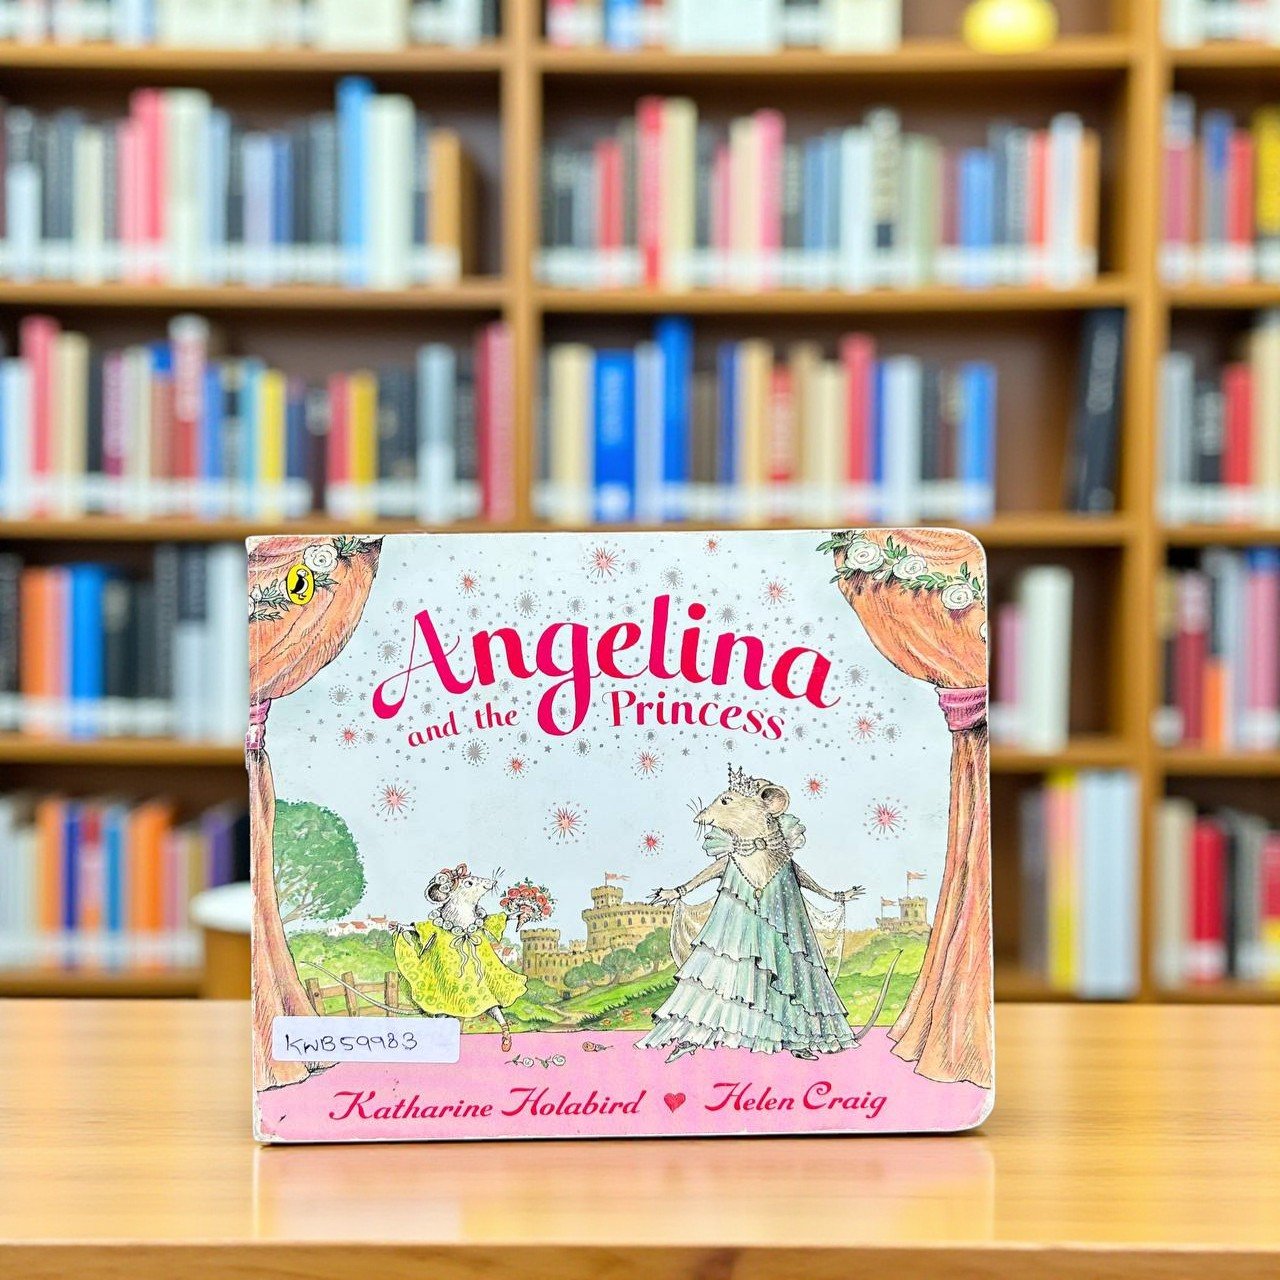 Angelina
and the Princess
KWB59983
Katharine Holabird Helen Craig